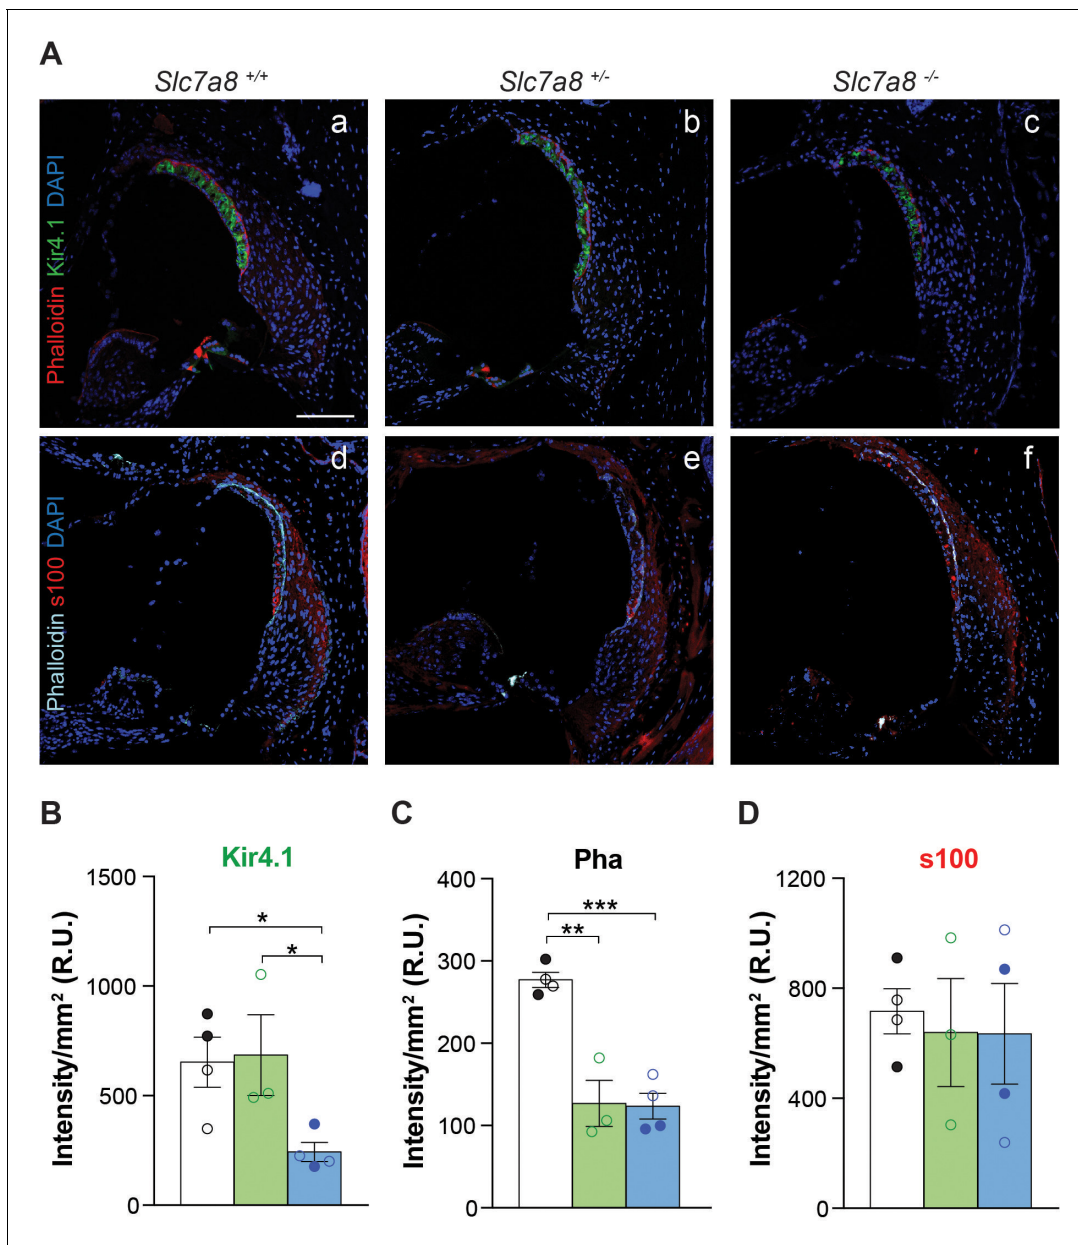 A
Slc7a8 +/+
Slc7a8 +/-
Slc7a8 -/-
Phalloidin Kir4.1 DAPI
a
b
c
Phalloidin s100 DAPI
d
e
f
B
Kir4.1
Intensity/mm² (R.U.)
1500
1000
500
0
*
*
C
Pha
Intensity/mm² (R.U.)
400
300
200
100
0
***
**
D
s100
Intensity/mm² (R.U.)
1200
800
400
0